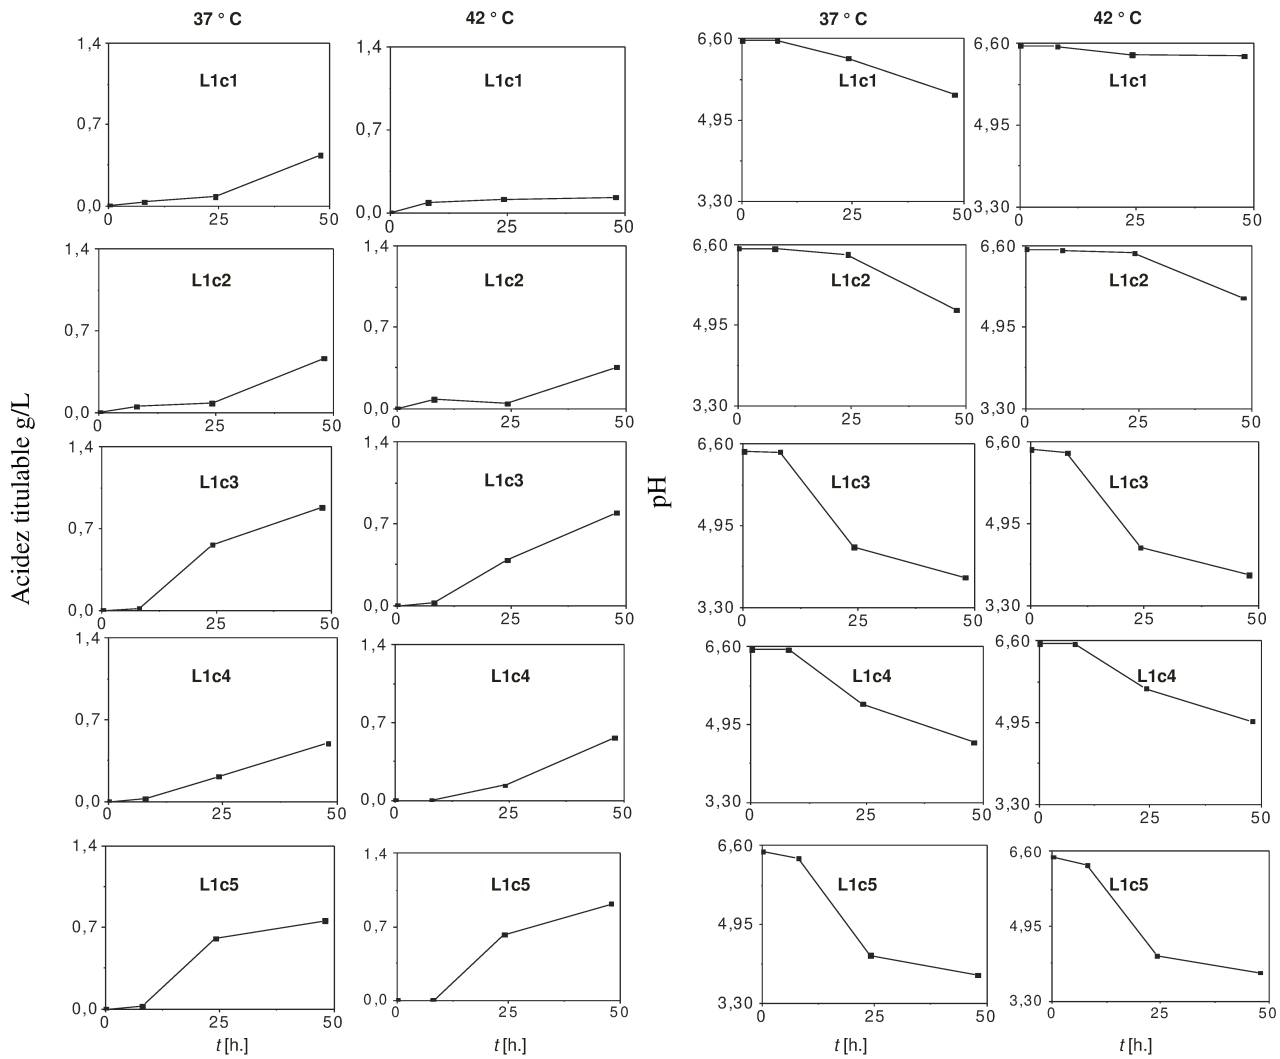 37 ° C 42 ° C 37 ° C 42 ° C
1,4 1,4 6,60 6,60
L1c1 L1c1 L1c1 L1c1
0,7 0,7 4,95 4,95
0,0 0,0 3,30 3,30
0 25 50 0 25 50 0 25 50 0 25 50
1,4 1,4 6,60 6,60
L1c2 L1c2 L1c2 L1c2
0,7 0,7 4,95 4,95
0,0 0,0 3,30 3,30
0 25 50 0 25 50 0 25 50 0 25 50
Acidez titulable g/L
pH
1,4 1,4 6,60 6,60
L1c3 L1c3 L1c3 L1c3
0,7 0,7 4,95 4,95
0,0 0,0 3,30 3,30
0 25 50 0 25 50 0 25 50 0 25 50
1,4 1,4 6,60 6,60
L1c4 L1c4 L1c4 L1c4
0,7 0,7 4,95 4,95
0,0 0,0 3,30 3,30
0 25 50 0 25 50 0 25 50 0 25 50
1,4 1,4 6,60 6,60
L1c5 L1c5 L1c5 L1c5
0,7 0,7 4,95 4,95
0,0 0,0 3,30 3,30
0 25 50 0 25 50 0 25 50 0 25 50
t [h.] t [h.] t [h.] t [h.]